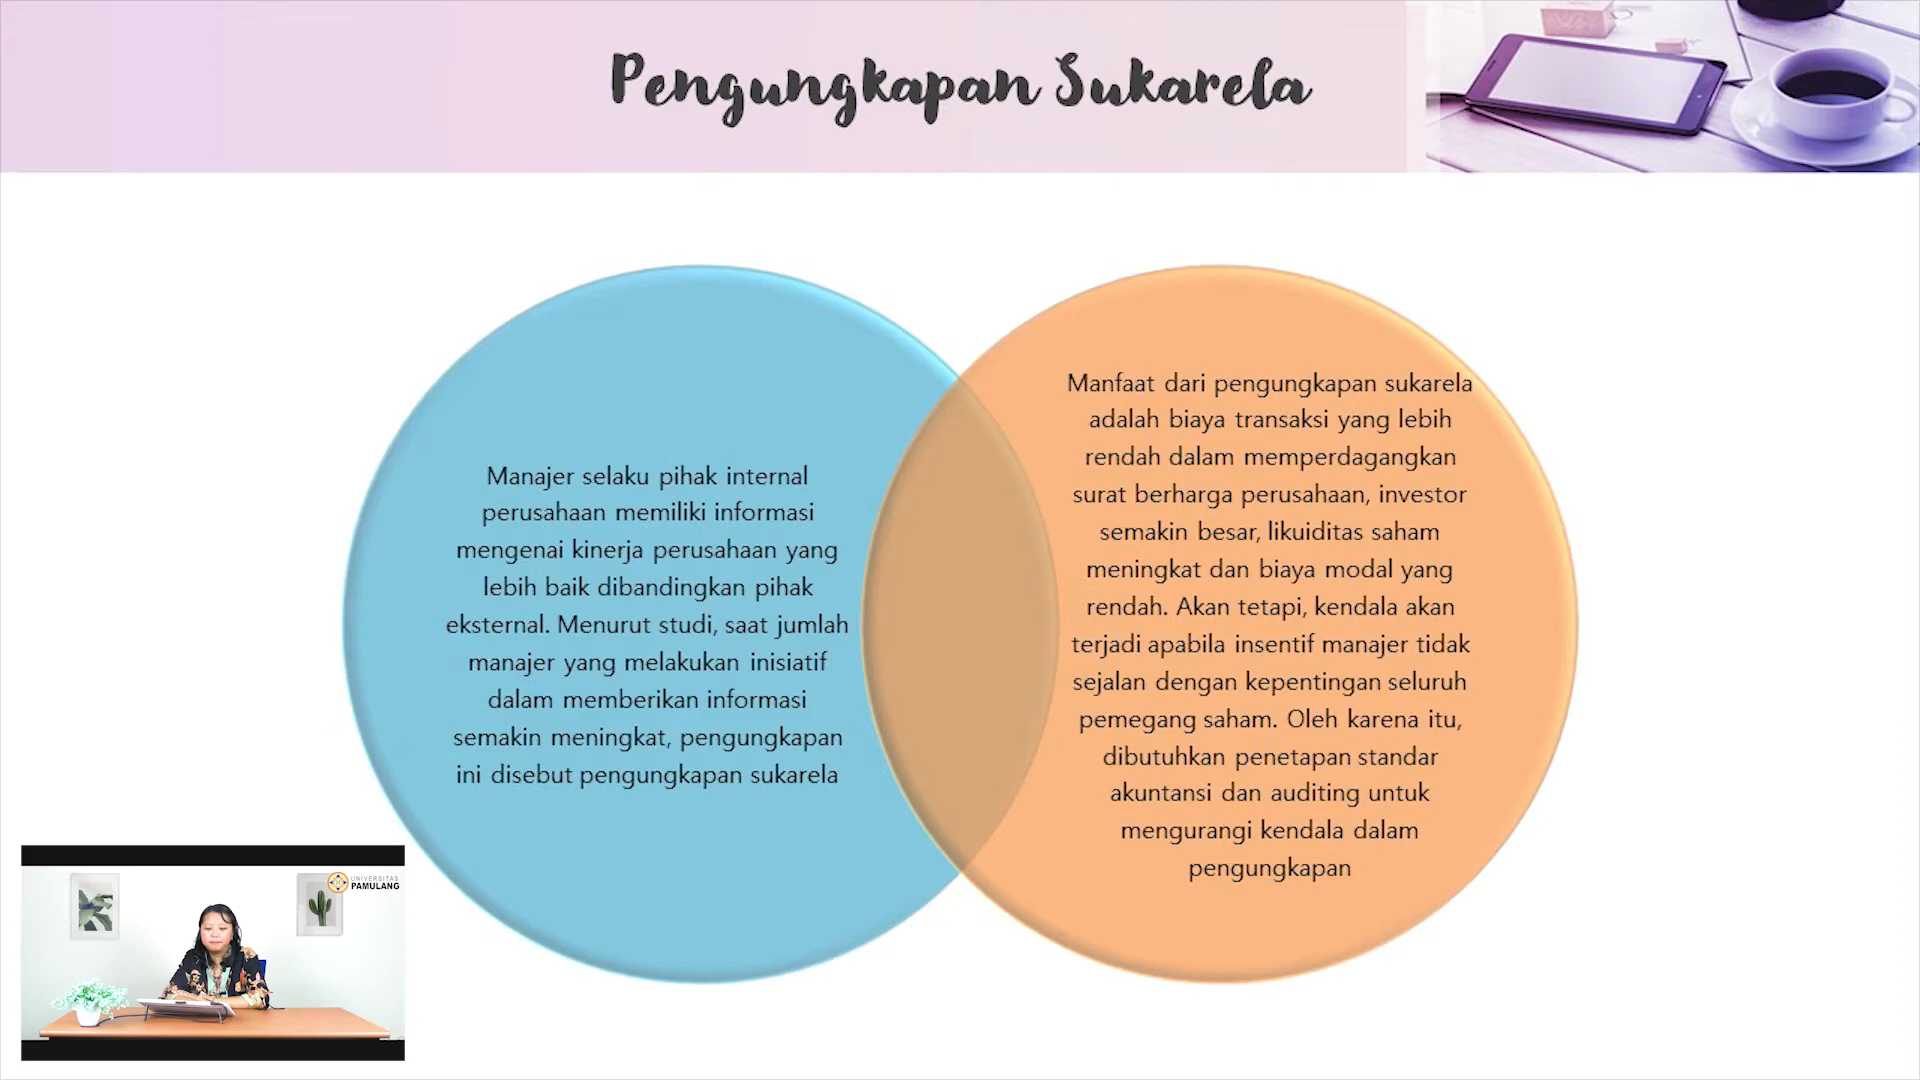 Pengungkapan Sukarela
Manajer selaku pihak internal
perusahaan memiliki informasi
mengenai kinerja perusahaan yang
lebih baik dibandingkan pihak
eksternal. Menurut studi, saat jumlah
manajer yang melakukan inisiatif
dalam memberikan informasi
semakin meningkat, pengungkapan
ini disebut pengungkapan sukarela
Manfaat dari pengungkapan sukarela
adalah biaya transaksi yang lebih
rendah dalam memperdagangkan
surat berharga perusahaan, investor
semakin besar, likuiditas saham
meningkat dan biaya modal yang
rendah. Akan tetapi, kendala akan
terjadi apabila insentif manajer tidak
sejalan dengan kepentingan seluruh
pemegang saham. Oleh karena itu,
dibutuhkan penetapan standar
akuntansi dan auditing untuk
mengurangi kendala dalam
pengungkapan
UNIVERSITAS
PAMULANG